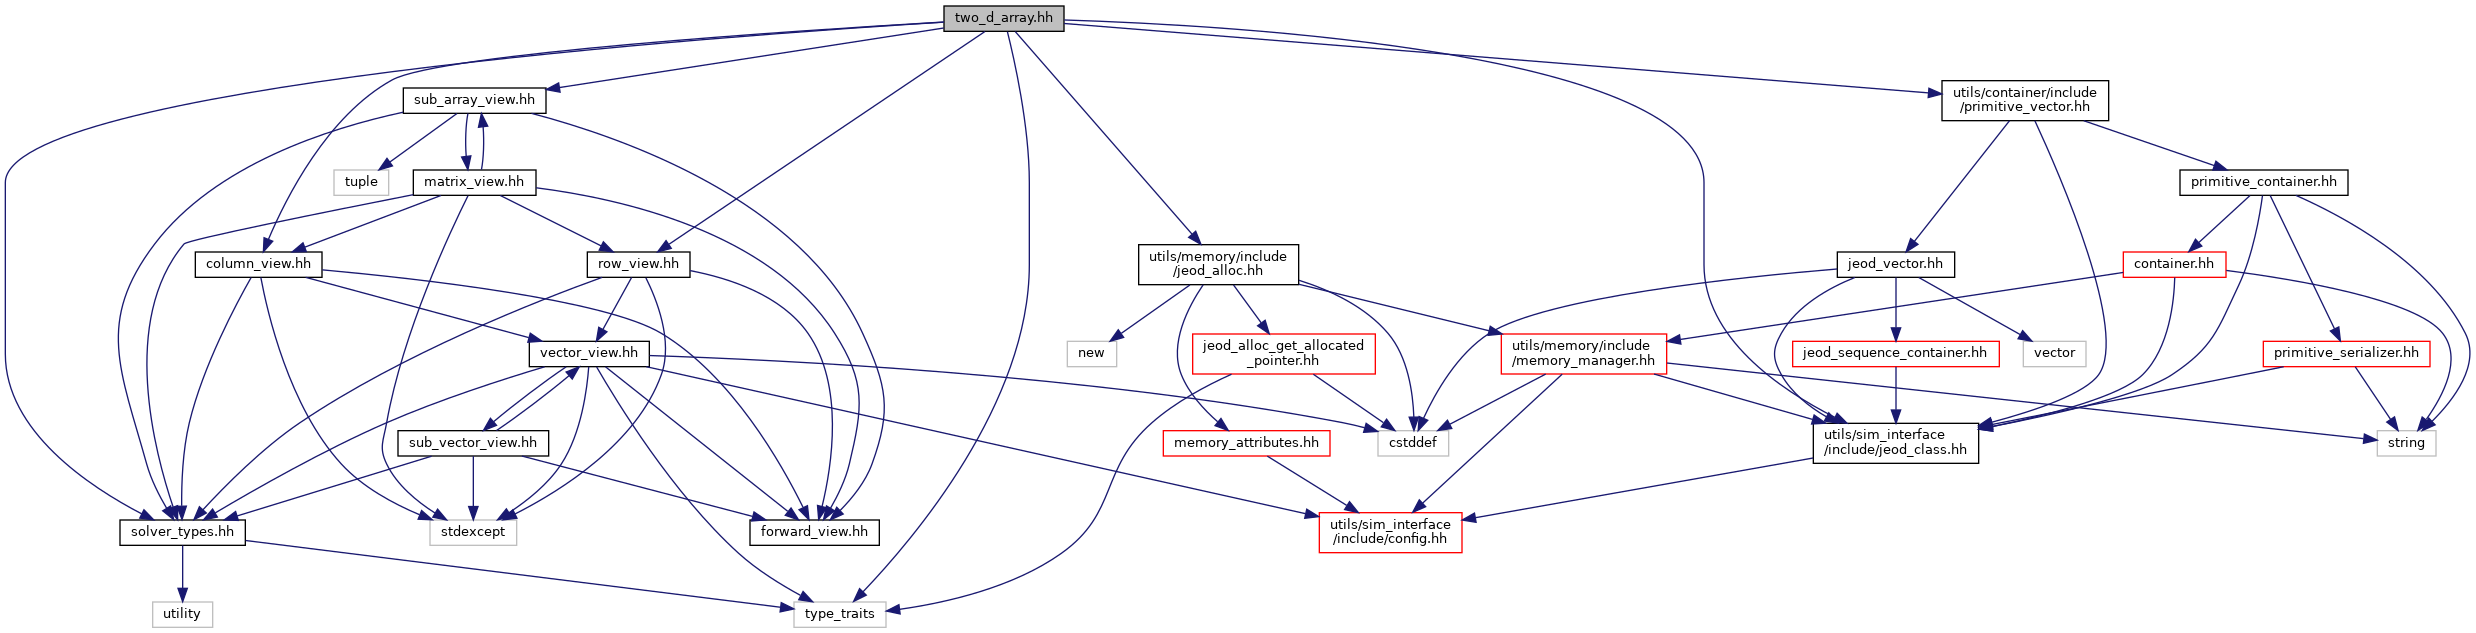 two_d_array.hh
sub_array_view.hh
utils/container/include
/primitive_vector.hh
tuple
matrix_view.hh
primitive_container.hh
column_view.hh
row_view.hh
utils/memory/include
/jeod_alloc.hh
jeod_vector.hh
container.hh
vector_view.hh
new
jeod_alloc_get_allocated
_pointer.hh
utils/memory/include
/memory_manager.hh
jeod_sequence_container.hh
vector
primitive_serializer.hh
sub_vector_view.hh
memory_attributes.hh
cstddef
utils/sim_interface
/include/jeod_class.hh
string
solver_types.hh
stdexcept
forward_view.hh
utils/sim_interface
/include/config.hh
utility
type_traits